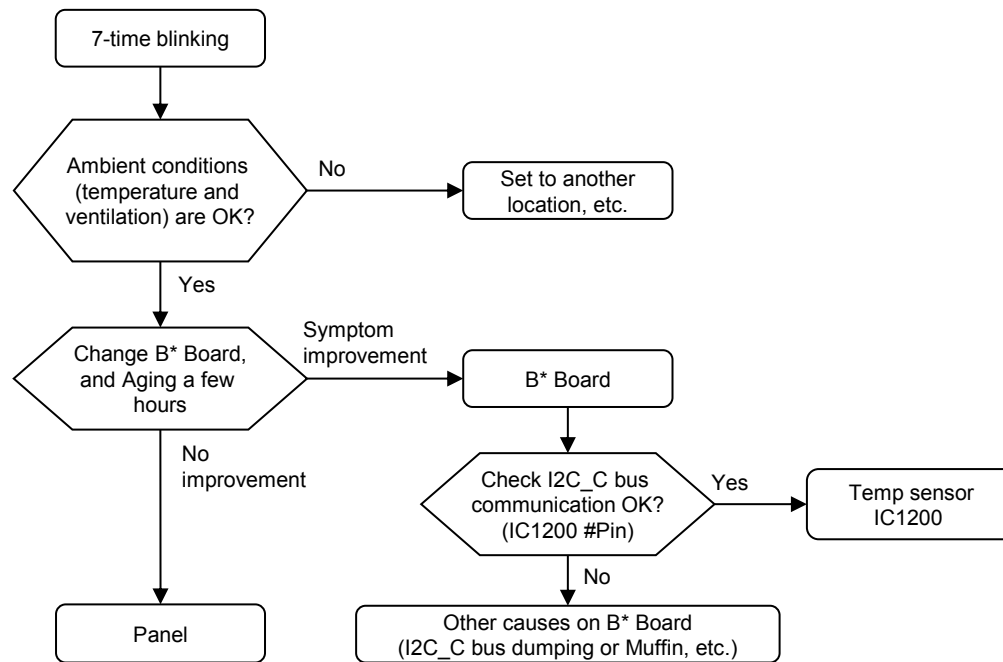 7-time blinking
Ambient conditions
(temperature and
ventilation) are OK?
No
Set to another
location, etc.
Yes
Change B* Board,
and Aging a few
hours
Symptom
improvement
B* Board
No
improvement
Check I2C_C bus
communication OK?
(IC1200 #Pin)
Yes
Temp sensor
IC1200
No
Panel
Other causes on B* Board
(I2C_C bus dumping or Muffin, etc.)